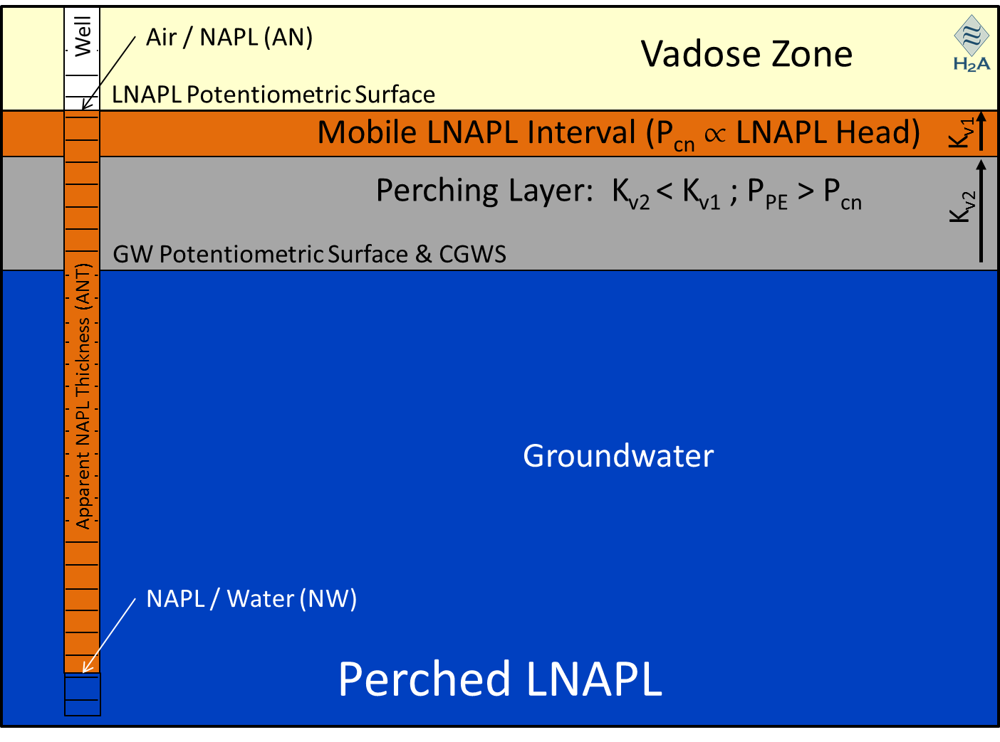 Well
Air / NAPL (AN)
Vadose Zone
H2A
LNAPL Potentiometric Surface
Mobile LNAPL Interval (Pcn ∝ LNAPL Head)
Kv1
Perching Layer: Kv2 < Kv1 ; PPE > Pcn
Kv2
GW Potentiometric Surface & CGWS
Apparent NAPL Thickness (ANT)
Groundwater
NAPL / Water (NW)
Perched LNAPL